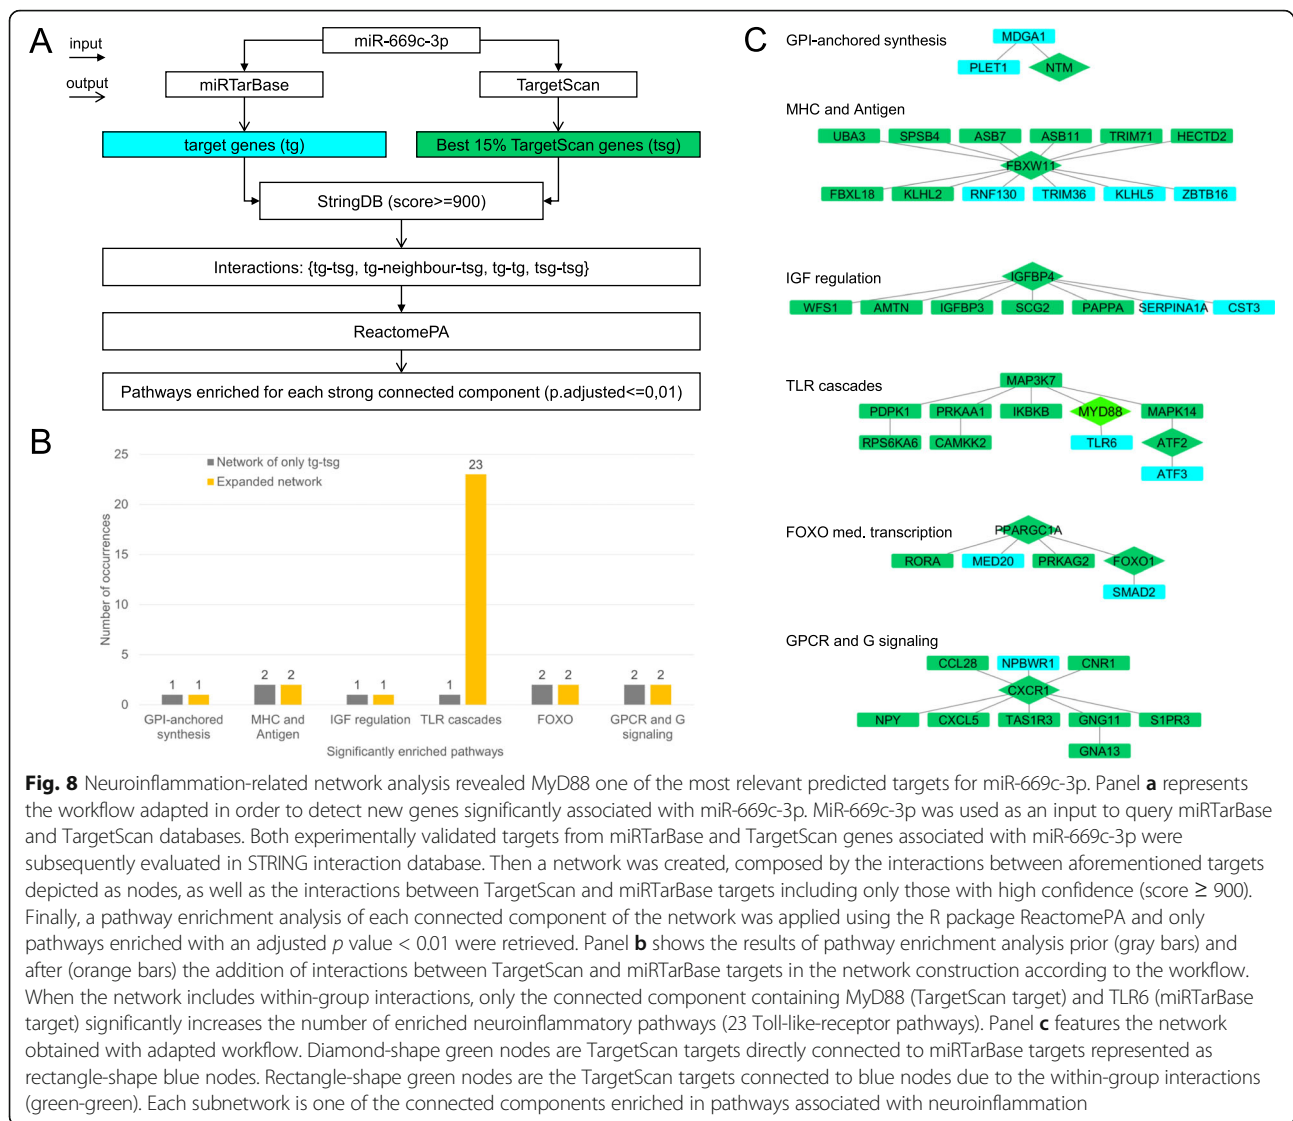 A
input
output
miR-669c-3p
miRTarBase
TargetScan
target genes (tg)
Best 15% TargetScan genes (tsg)
StringDB (score>=900)
Interactions: {tg-tsg, tg-neighbour-tsg, tg-tg, tsg-tsg}
ReactomePA
Pathways enriched for each strong connected component (p.adjusted<=0,01)
B
Network of only tg-tsg
Expanded network
Number of occurrences
25
20
15
10
5
0
1 1 2 2 1 1 1 23 2 2 2 2
GPI-anchored synthesis
MHC and Antigen
IGF regulation
TLR cascades
FOXO
GPCR and G signaling
Significantly enriched pathways
C
GPI-anchored synthesis
MDGA1
PLET1 NTM
MHC and Antigen
UBA3 SPSB4 ASB7 ASB11 TRIM71 HECTD2
FBXW11
FBXL18 KLHL2 RNF130 TRIM36 KLHL5 ZBTB16
IGF regulation
IGFBP4
WFS1 AMTN IGFBP3 SCG2 PAPPA SERPINA1A CST3
TLR cascades
MAP3K7
PDPK1 PRKAA1 IKBKB MYD88 MAPK14
RPS6KA6 CAMKK2 TLR6 ATF2
ATF3
FOXO med. transcription
PPARGC1A
RORA MED20 PRKAG2 FOXO1
SMAD2
GPCR and G signaling
CCL28 NPBWR1 CNR1
CXCR1
NPY CXCL5 TAS1R3 GNG11 S1PR3
GNA13
Fig. 8 Neuroinflammation-related network analysis revealed MyD88 one of the most relevant predicted targets for miR-669c-3p. Panel a represents
the workflow adapted in order to detect new genes significantly associated with miR-669c-3p. MiR-669c-3p was used as an input to query miRTarBase
and TargetScan databases. Both experimentally validated targets from miRTarBase and TargetScan genes associated with miR-669c-3p were
subsequently evaluated in STRING interaction database. Then a network was created, composed by the interactions between aforementioned targets
depicted as nodes, as well as the interactions between TargetScan and miRTarBase targets including only those with high confidence (score ≥ 900).
Finally, a pathway enrichment analysis of each connected component of the network was applied using the R package ReactomePA and only
pathways enriched with an adjusted p value < 0.01 were retrieved. Panel b shows the results of pathway enrichment analysis prior (gray bars) and
after (orange bars) the addition of interactions between TargetScan and miRTarBase targets in the network construction according to the workflow.
When the network includes within-group interactions, only the connected component containing MyD88 (TargetScan target) and TLR6 (miRTarBase
target) significantly increases the number of enriched neuroinflammatory pathways (23 Toll-like-receptor pathways). Panel c features the network
obtained with adapted workflow. Diamond-shape green nodes are TargetScan targets directly connected to miRTarBase targets represented as
rectangle-shape blue nodes. Rectangle-shape green nodes are the TargetScan targets connected to blue nodes due to the within-group interactions
(green-green). Each subnetwork is one of the connected components enriched in pathways associated with neuroinflammation